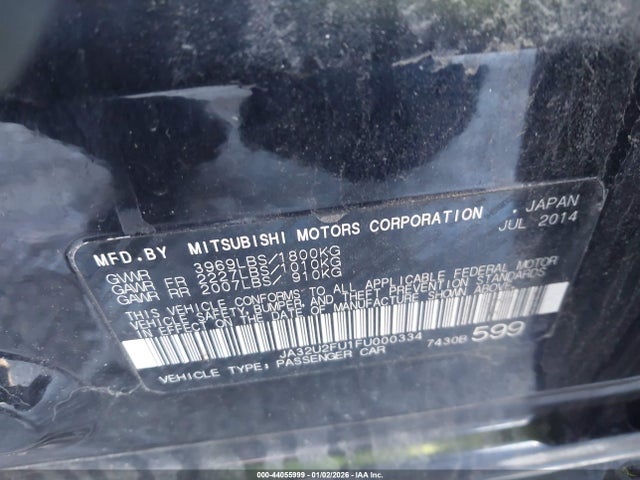 MFD.BY MITSUBISHI MOTORS CORPORATION JAPAN
JUL 2014
GVWR 3969LBS/1800KG
GAWR FR 2227LBS/1010KG
GAWR RR 2007LBS/ 910KG
THIS VEHICLE CONFORMS TO ALL APPLICABLE FEDERAL MOTOR
VEHICLE SAFETY, BUMPER, AND THEFT PREVENTION STANDARDS
IN EFFECT ON THE DATE OF MANUFACTURE SHOWN ABOVE.
JA32U2FU1FU000334 7430B 599
VEHICLE TYPE: PASSENGER CAR
000-44055999 - 01/02/2026 - IAA Inc.